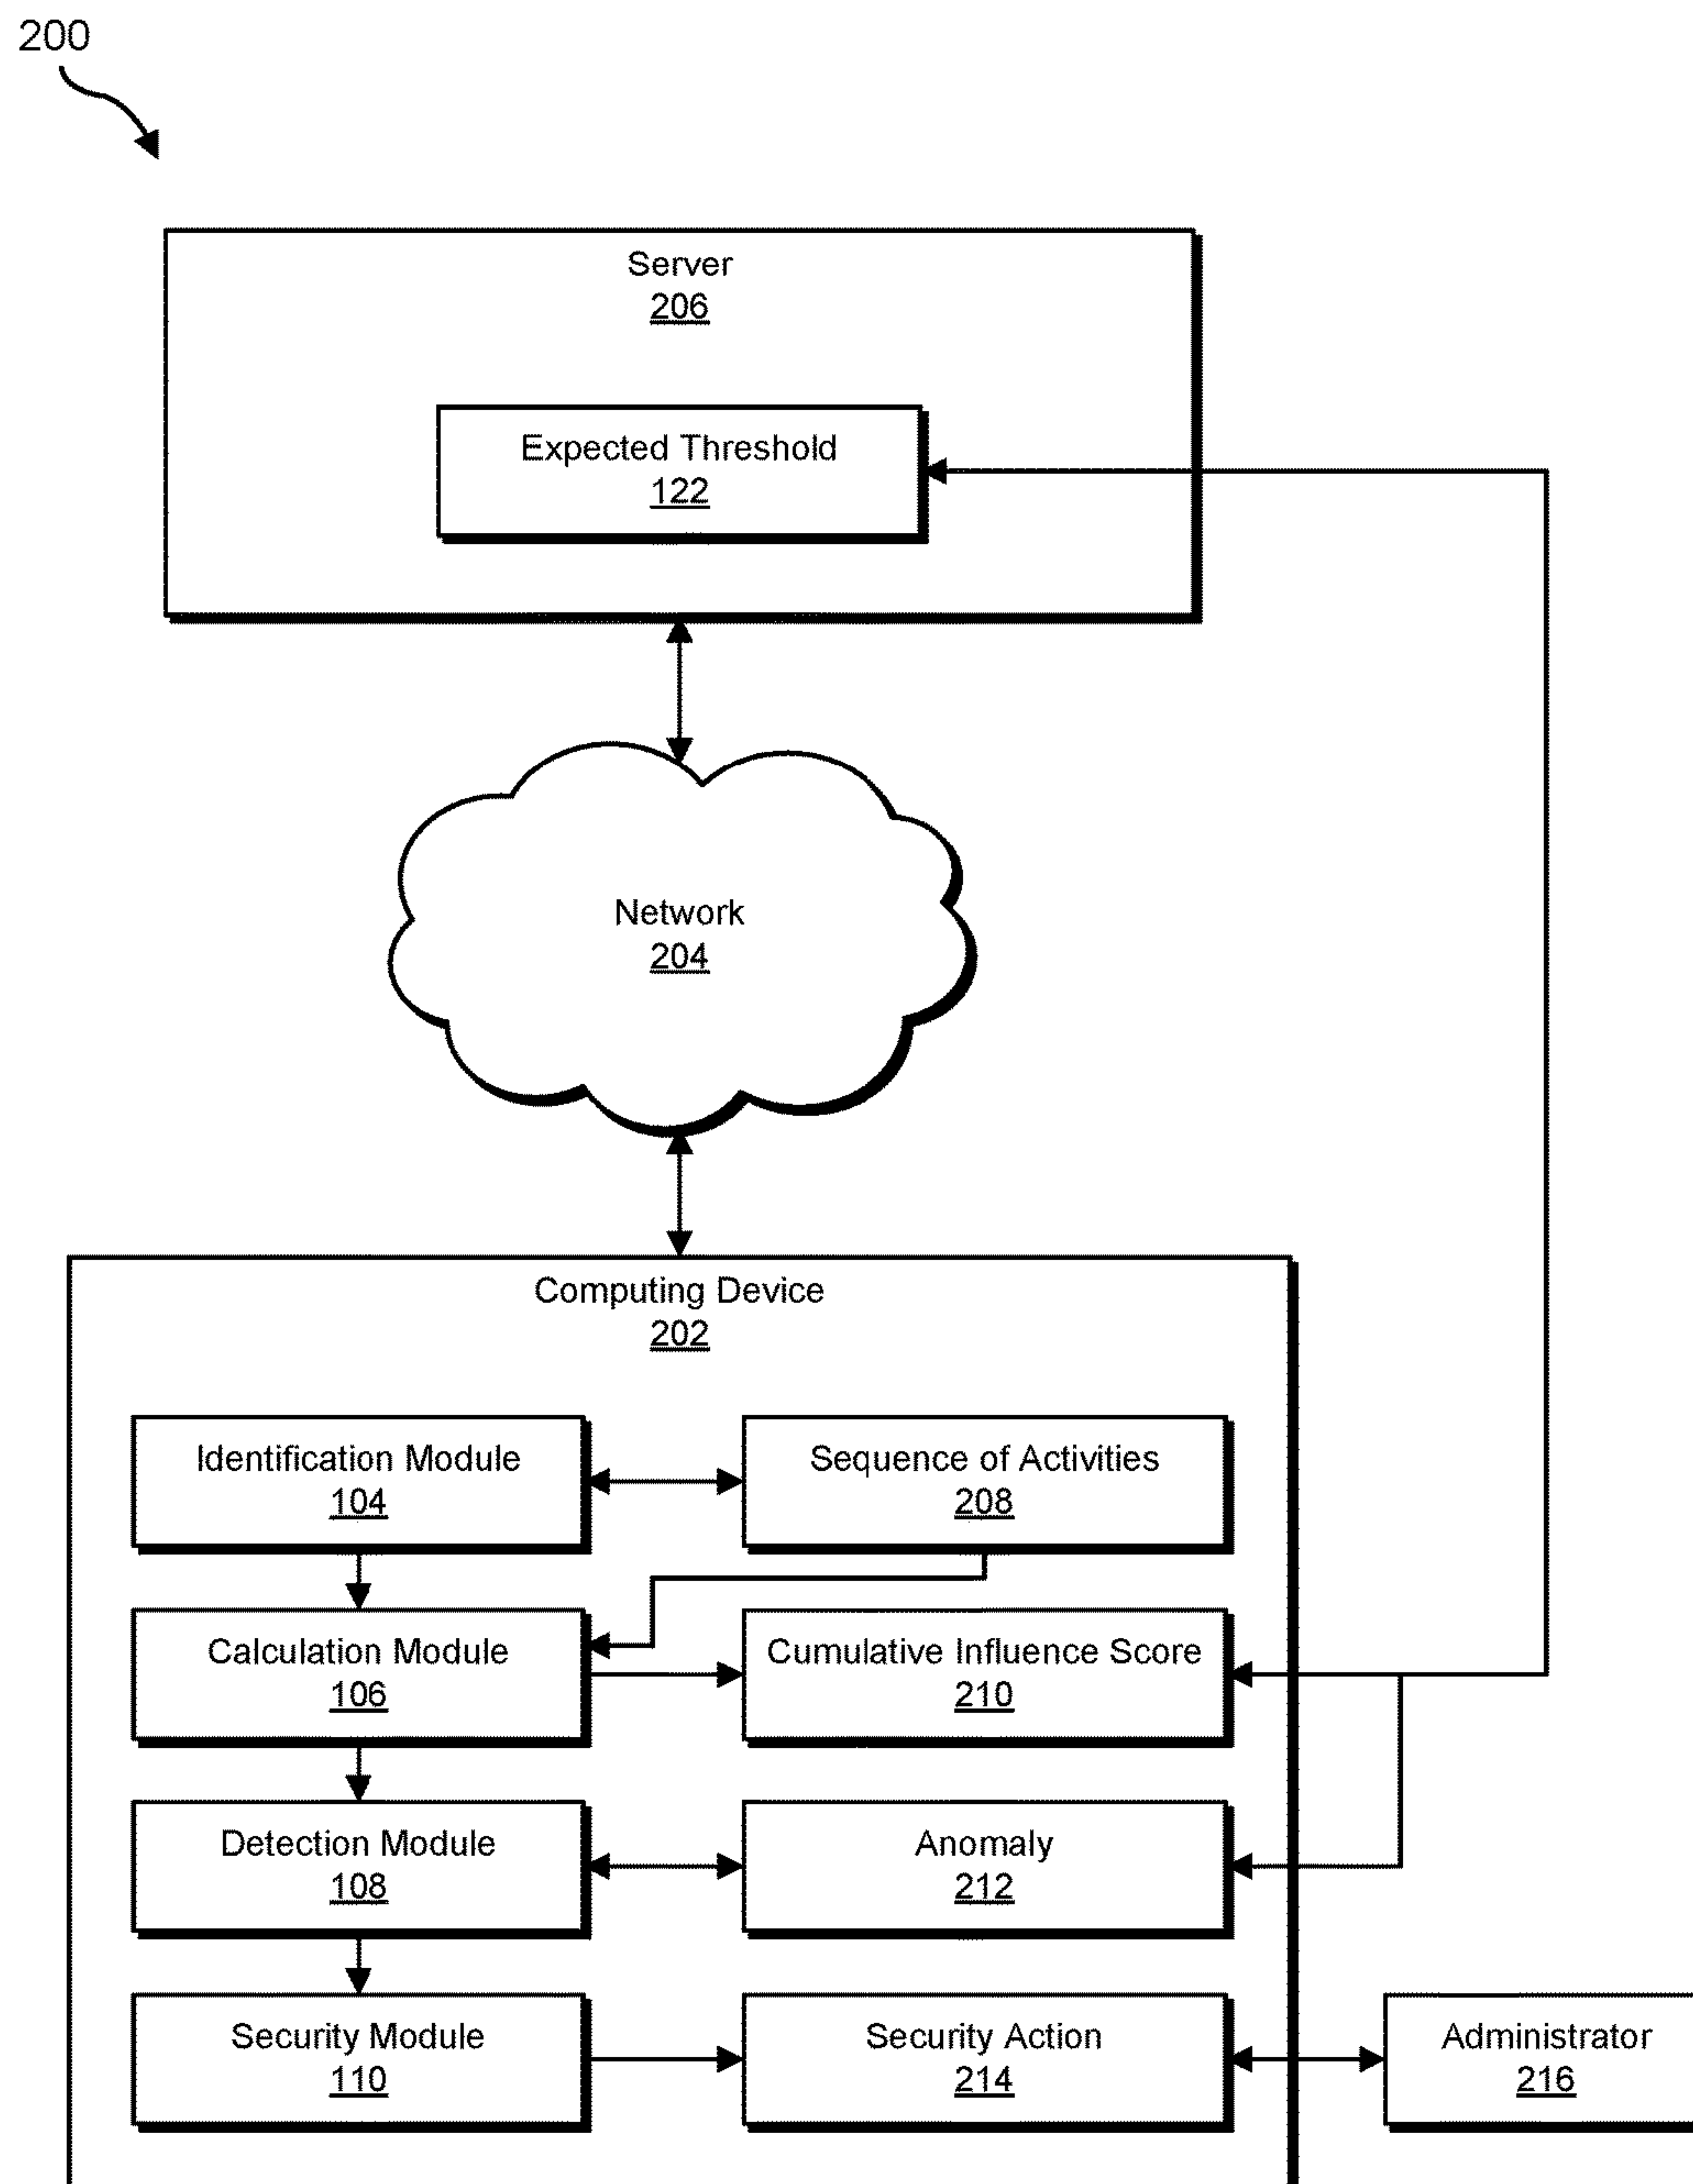 200
Server
206
Expected Threshold
122
Network
204
Computing Device
202
Identification Module
104
Sequence of Activities
208
Calculation Module
106
Cumulative Influence Score
210
Detection Module
108
Anomaly
212
Security Module
110
Security Action
214
Administrator
216